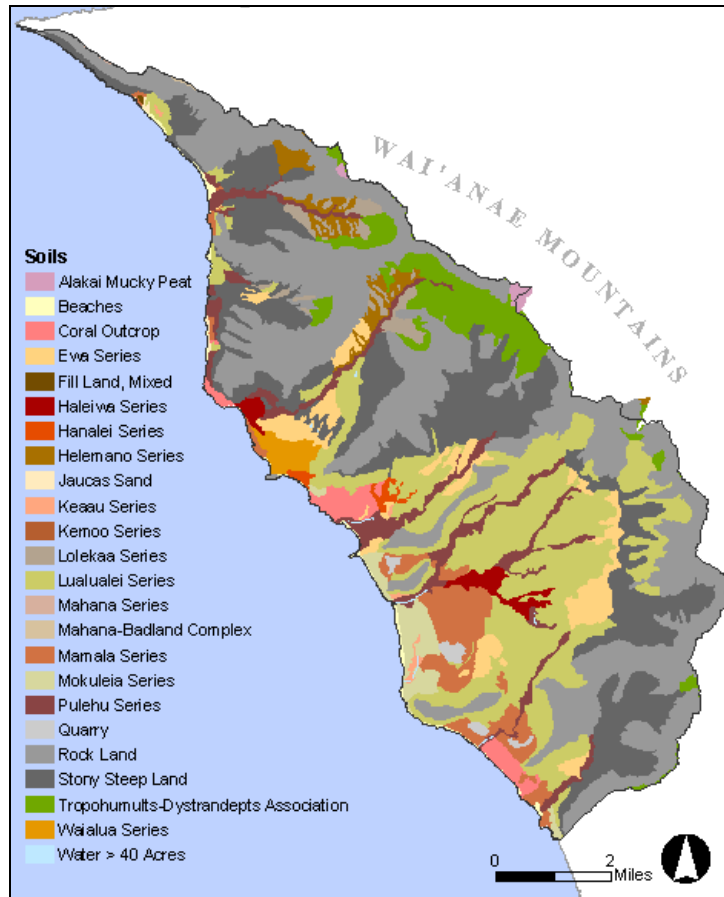 WAI'ANAE MOUNTAINS
Soils
Alakai Mucky Peat
Beaches
Coral Outcrop
Ewa Series
Fill Land, Mixed
Haleiwa Series
Hanalei Series
Helemano Series
Jaucas Sand
Keaau Series
Kemoo Series
Lolekaa Series
Lualualei Series
Mahana Series
Mahana-Badland Complex
Mamala Series
Mokuleia Series
Pulehu Series
Quarry
Rock Land
Stony Steep Land
Tropohumults-Dystrandepts Association
Waialua Series
Water > 40 Acres
0 2
Miles